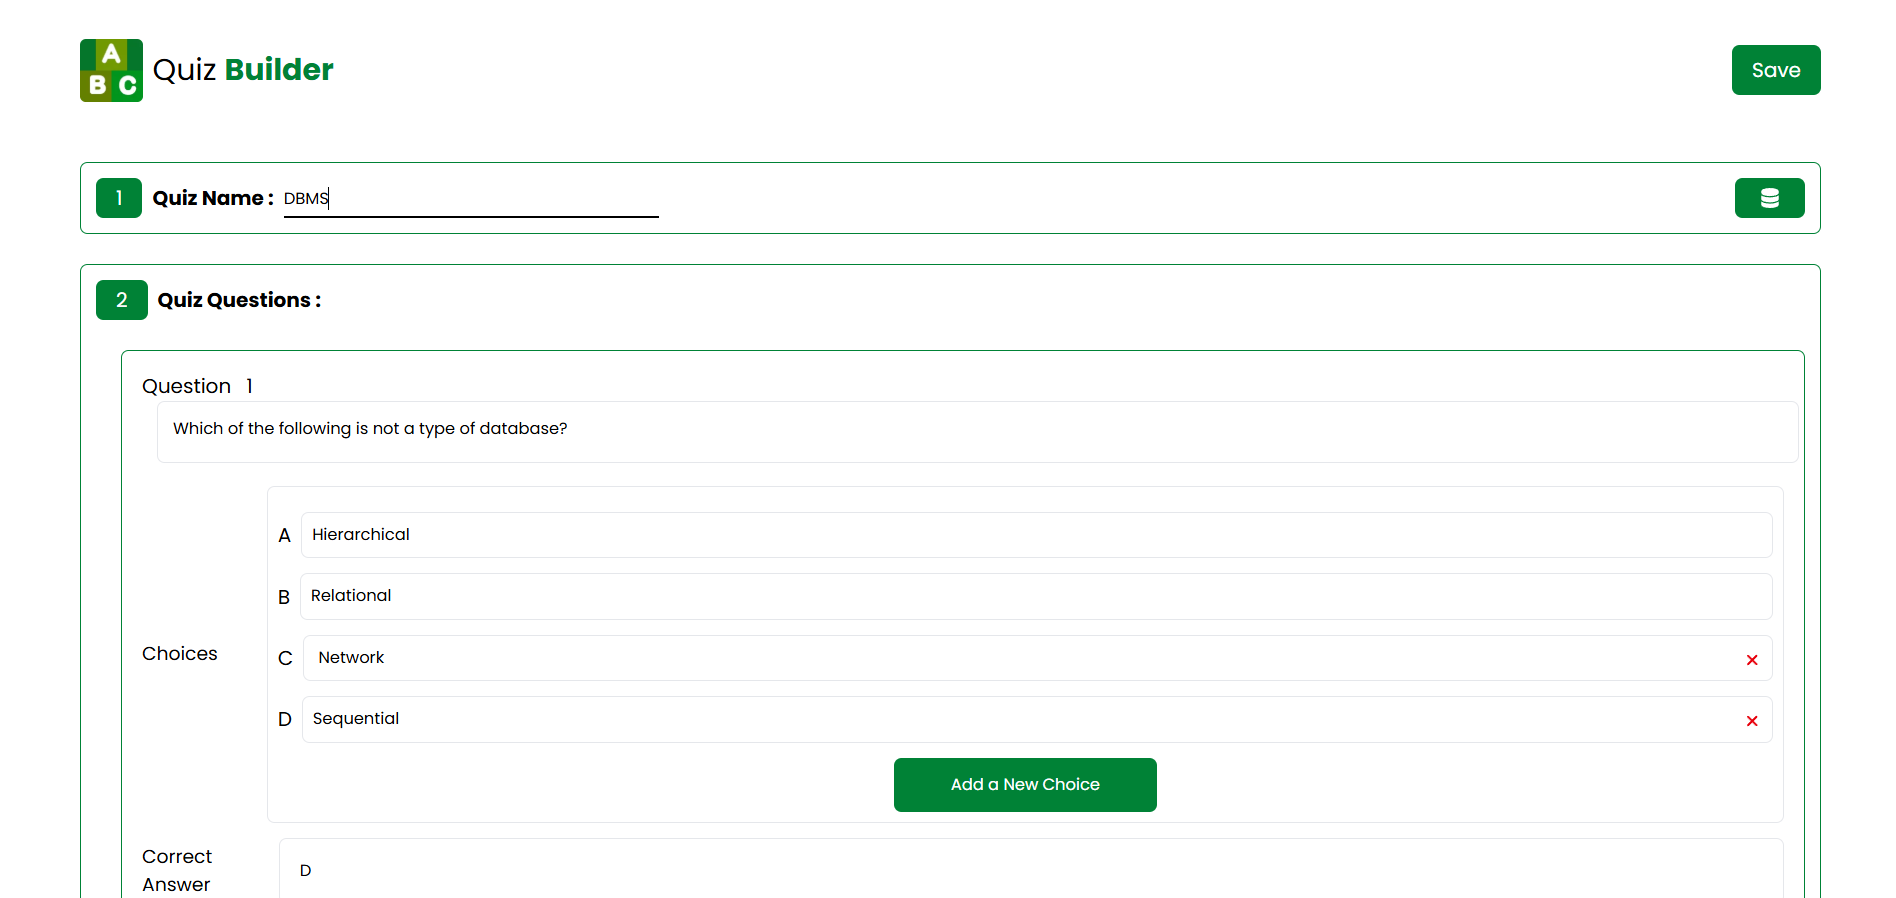 A
B C
Quiz Builder
Save
1 Quiz Name : DBMS
2 Quiz Questions :
Question 1
Which of the following is not a type of database?
Choices
A Hierarchical
B Relational
C Network
D Sequential
Add a New Choice
Correct
Answer
D